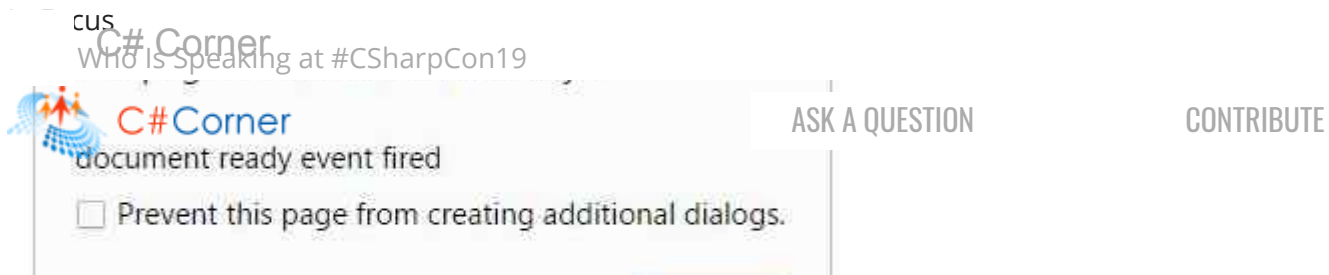 cus
C# Corner
Who Is Speaking at #CSharpCon19
C# Corner
ASK A QUESTION
CONTRIBUTE
document ready event fired
Prevent this page from creating additional dialogs.